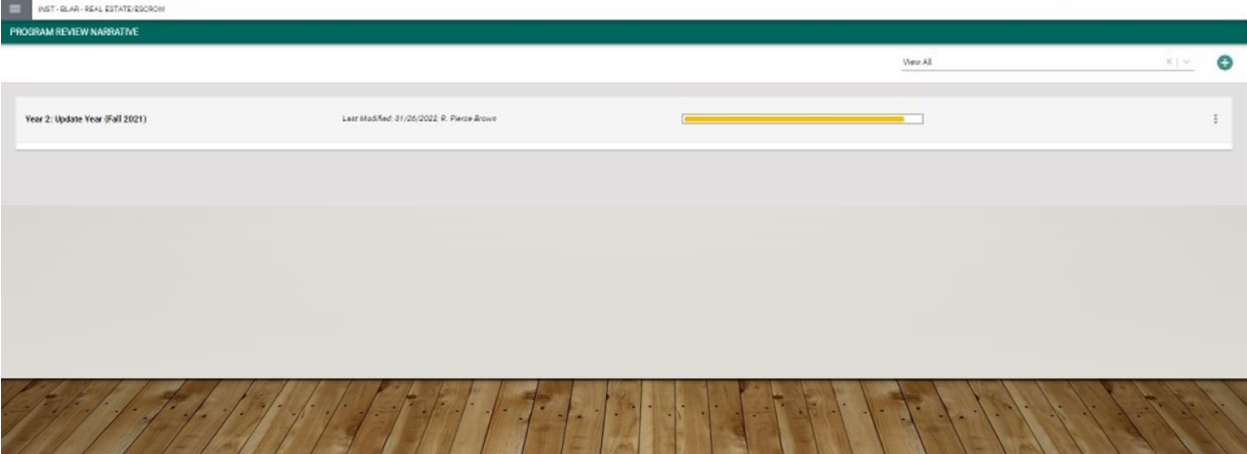 INST - BLAR - REAL ESTATE/ESCROW
PROGRAM REVIEW NARRATIVE
View All
Year 2: Update Year (Fall 2021) Last Modified: 01/26/2022, R. Pierce Brown